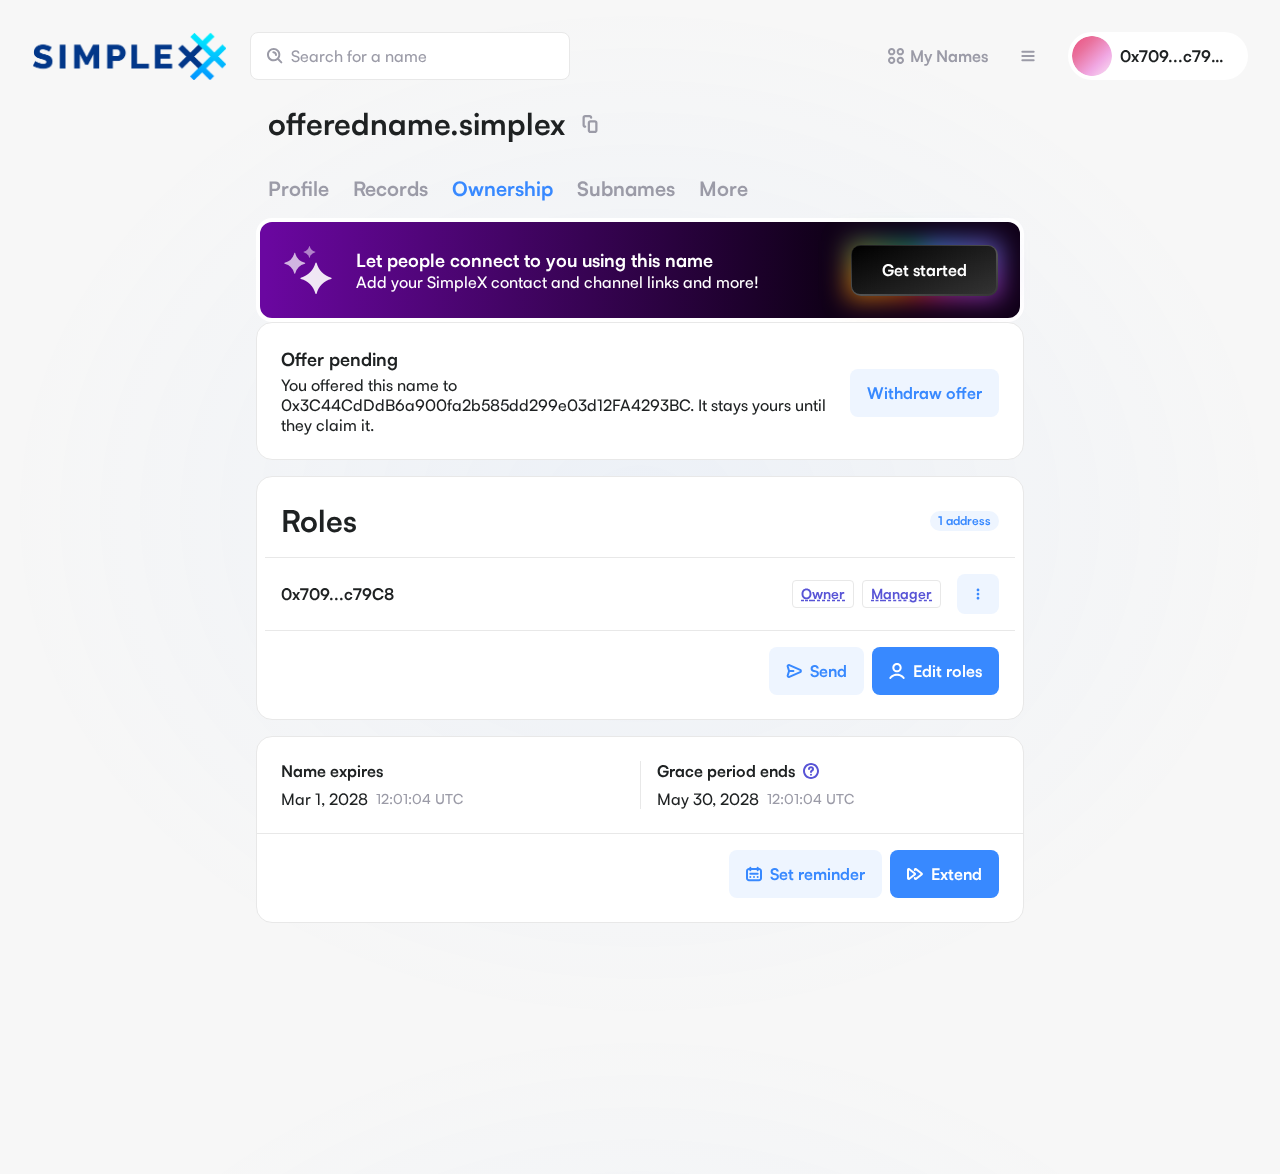 SIMPLEX
Search for a name
My Names
0x709...c79...
offeredname.simplex
Profile Records Ownership Subnames More
Let people connect to you using this name
Add your SimpleX contact and channel links and more!
Get started
Offer pending
You offered this name to
0x3C44CdDdB6a900fa2b585dd299e03d12FA4293BC. It stays yours until
they claim it.
Withdraw offer
Roles
1 address
0x709...c79C8
Owner Manager
Send Edit roles
Name expires
Mar 1, 2028 12:01:04 UTC
Grace period ends
May 30, 2028 12:01:04 UTC
Set reminder Extend